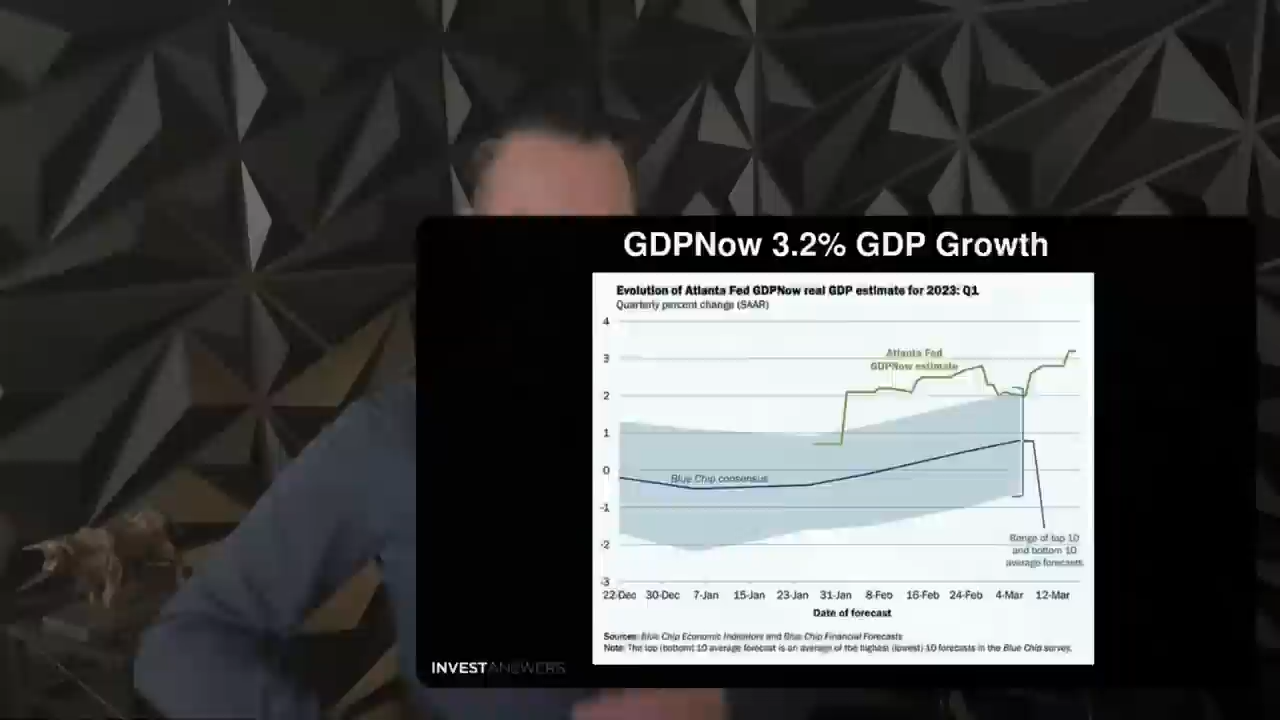 GDPNow 3.2% GDP Growth
Evolution of Atlanta Fed GDPNow real GDP estimate for 2023: Q1
Quarterly percent change (SAAR)
4
3
2
1
0
-1
-2
-3
Atlanta Fed
GDPNow estimate
Blue Chip consensus
Range of top 10
and bottom 10
average forecasts
22-Dec 30-Dec 7-Jan 15-Jan 23-Jan 31-Jan 8-Feb 16-Feb 24-Feb 4-Mar 12-Mar
Date of forecast
Sources: Blue Chip Economic Indicators and Blue Chip Financial Forecasts
Note: The top (bottom) 10 average forecast is an average of the highest (lowest) 10 forecasts in the Blue Chip survey.
INVESTANSWERS